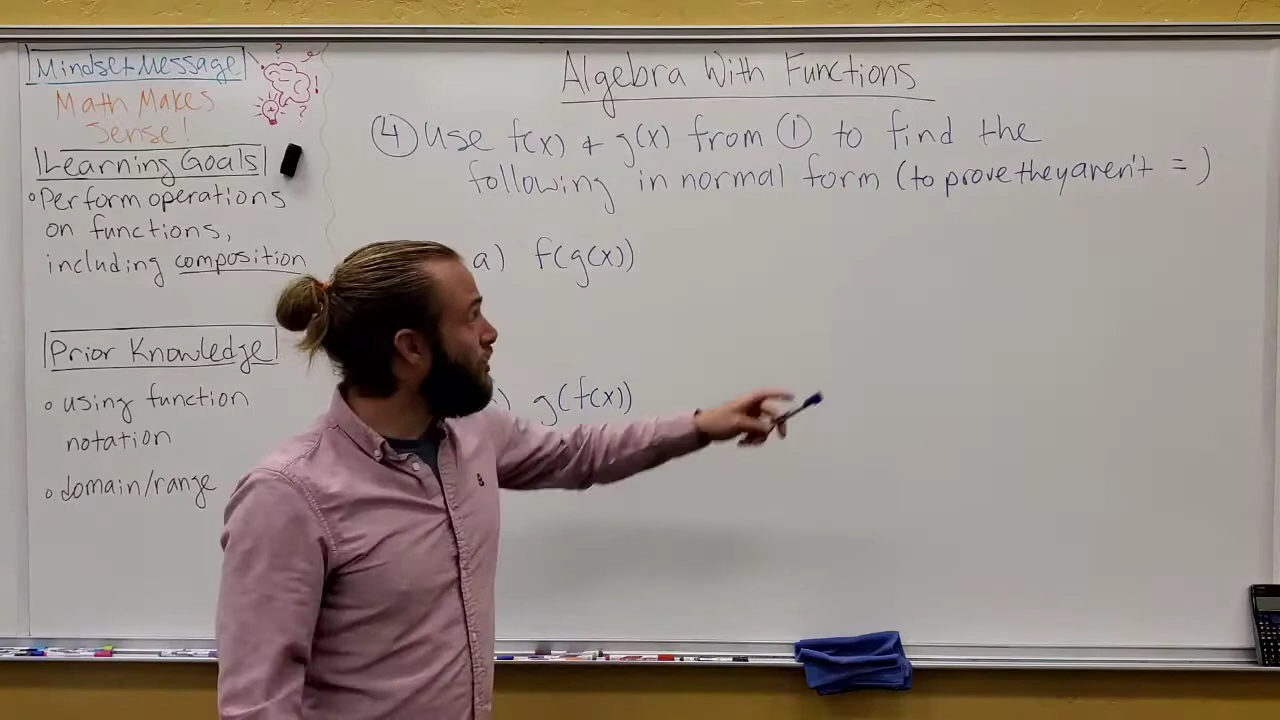 Mindset Message
Math Makes
Sense!
Learning Goals
Perform operations
on functions,
including composition
Prior Knowledge
using function
notation
domain/range
Algebra With Functions
④ Use f(x) + g(x) from ① to find the
following in normal form (to prove they aren't = )
a) f(g(x))
) g(f(x))